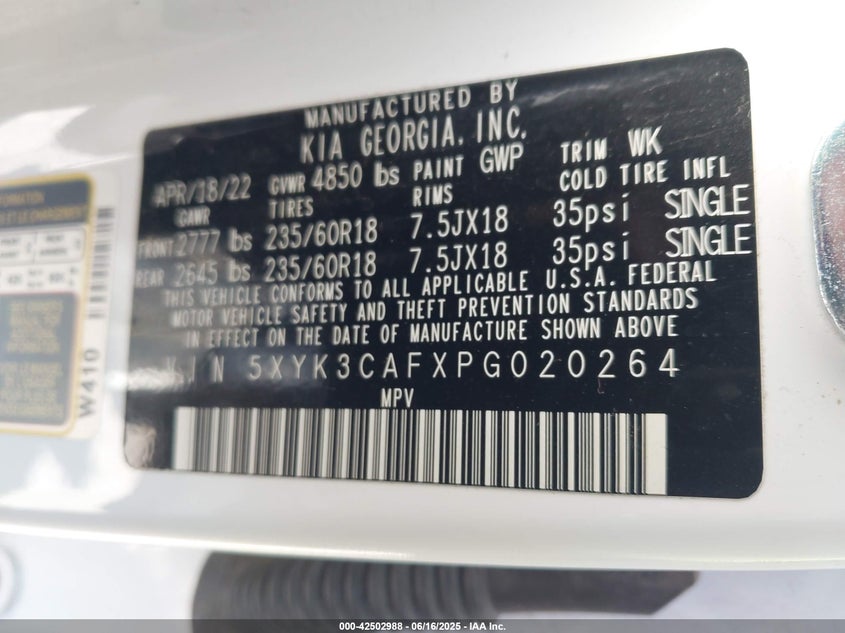 MANUFACTURED BY
KIA GEORGIA, INC.
APR/18/22 GVWR 4850 lbs PAINT GWP TRIM WK
GAWR TIRES RIMS COLD TIRE INFL
FRONT 2777 lbs 235/60R18 7.5JX18 35psi SINGLE
REAR 2645 lbs 235/60R18 7.5JX18 35psi SINGLE
THIS VEHICLE CONFORMS TO ALL APPLICABLE U.S.A. FEDERAL
MOTOR VEHICLE SAFETY AND THEFT PREVENTION STANDARDS
IN EFFECT ON THE DATE OF MANUFACTURE SHOWN ABOVE
VIN 5XYK3CAFXPG020264
MPV
W410
000-42502988 - 06/16/2025 - IAA Inc.